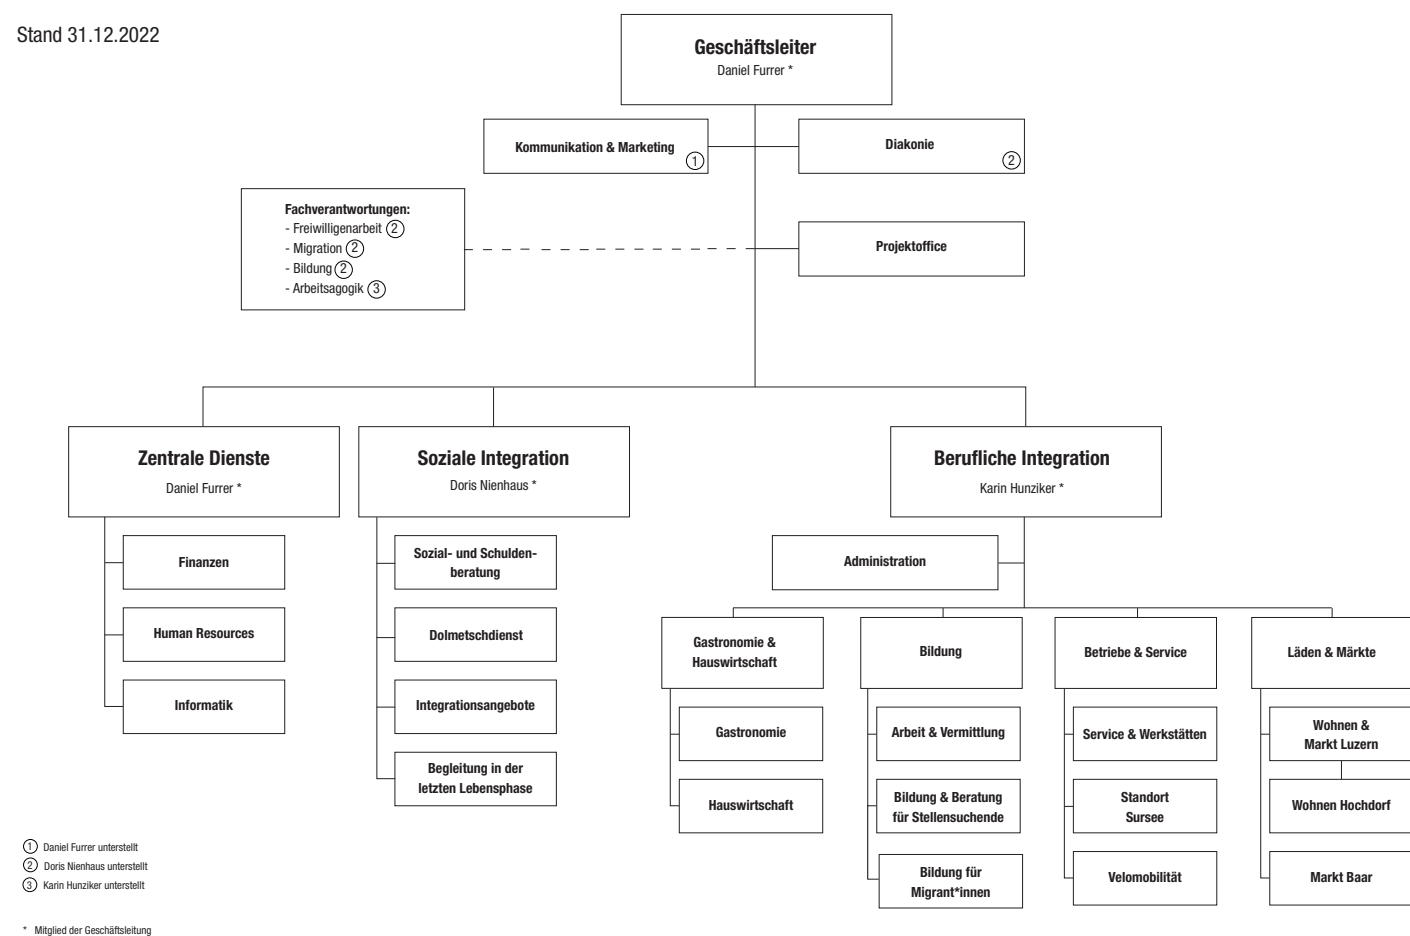 Stand 31.12.2022
Geschäftsleiter
Daniel Furrer *
Kommunikation & Marketing
1
Diakonie
2
Fachverantwortungen:
- Freiwilligenarbeit 2
- Migration 2
- Bildung 2
- Arbeitsagogik 3
Projektoffice
Zentrale Dienste
Daniel Furrer *
Soziale Integration
Doris Nienhaus *
Berufliche Integration
Karin Hunziker *
Finanzen
Human Resources
Informatik
Sozial- und Schulden-
beratung
Dolmetschdienst
Integrationsangebote
Begleitung in der
letzten Lebensphase
Administration
Gastronomie &
Hauswirtschaft
Gastronomie
Hauswirtschaft
Bildung
Arbeit & Vermittlung
Bildung & Beratung
für Stellensuchende
Bildung für
Migrant*innen
Betriebe & Service
Service & Werkstätten
Standort
Sursee
Velomobilität
Läden & Märkte
Wohnen &
Markt Luzern
Wohnen Hochdorf
Markt Baar
1 Daniel Furrer unterstellt
2 Doris Nienhaus unterstellt
3 Karin Hunziker unterstellt
* Mitglied der Geschäftsleitung